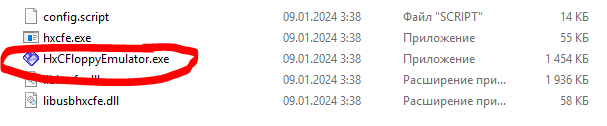 config.script 09.01.2024 3:38 Файл "SCRIPT" 14 КБ
hxcfe.exe 09.01.2024 3:38 Приложение 55 КБ
HxCFloppyEmulator.exe 09.01.2024 3:38 Приложение 1 454 КБ
09.01.2024 3:38 Расширение при... 1 936 КБ
libusbhxcfe.dll 09.01.2024 3:38 Расширение при... 58 КБ